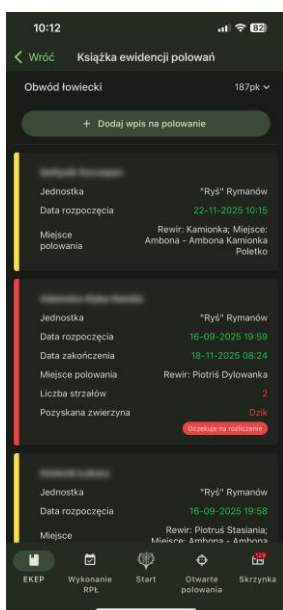 10:12
82
Wróć Książka ewidencji polowań
Obwód łowiecki 187pk
+ Dodaj wpis na polowanie
Jednostka "Ryś" Rymanów
Data rozpoczęcia 22-11-2025 10:15
Miejsce polowania Rewir: Kamionka; Miejsce:
Ambona - Ambona Kamionka
Poletko
Jednostka "Ryś" Rymanów
Data rozpoczęcia 16-09-2025 19:59
Data zakończenia 18-11-2025 08:24
Miejsce polowania Rewir: Piotriś Dylowanka
Liczba strzałów 2
Pozyskana zwierzyna Dzik
Oczekuje na rozliczenie
Jednostka "Ryś" Rymanów
Data rozpoczęcia 16-09-2025 19:58
Miejsce Rewir: Piotruś Stasiania;
Miejsce: Ambona - Ambona
129
EKEP Wykonanie RPŁ Start Otwarte polowania Skrzynka